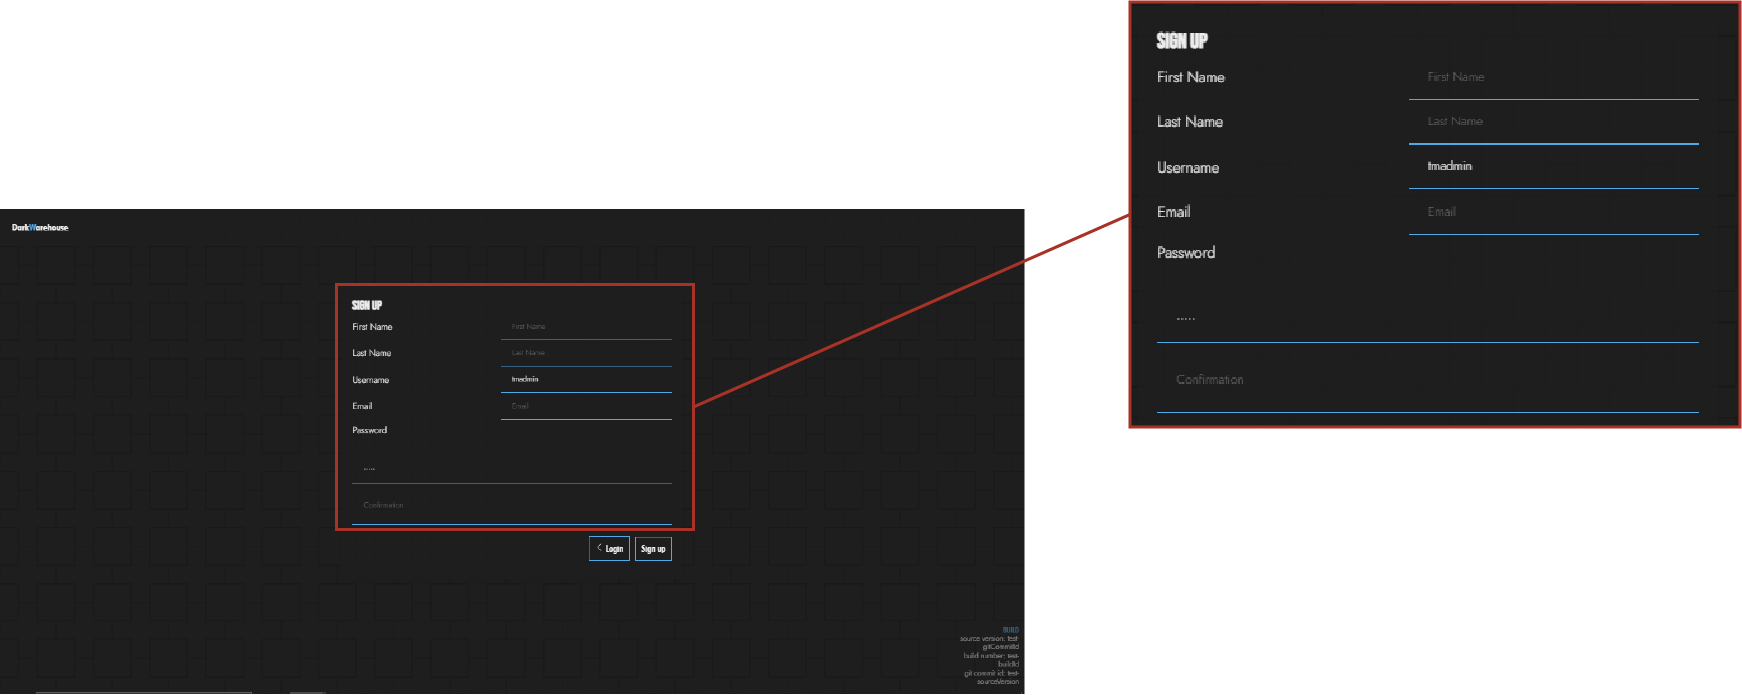 DarkWarehouse
SIGN UP
First Name First Name
Last Name Last Name
Username tmadmin
Email Email
Password
.....
Confirmation
Login Sign up
BUILD
source version: test-
gitCommitId
build number: test-
buildId
git commit id: test-
sourceVersion
SIGN UP
First Name First Name
Last Name Last Name
Username tmadmin
Email Email
Password
.....
Confirmation